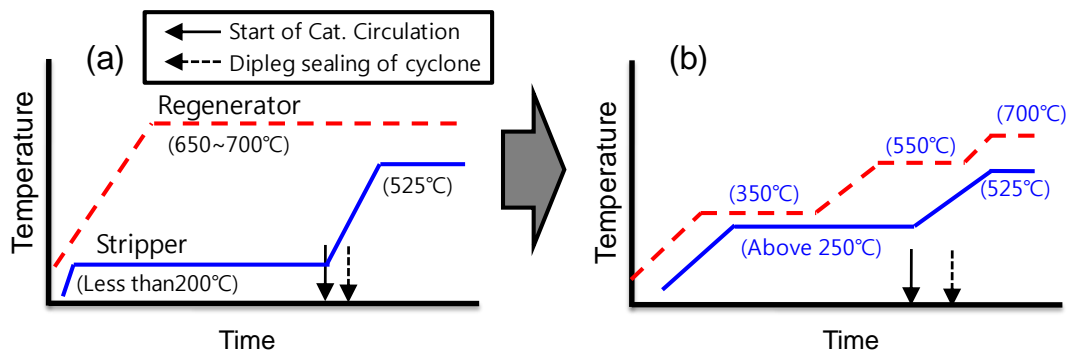 Start of Cat. Circulation
Dipleg sealing of cyclone
(a)
Temperature
Regenerator
(650~700℃)
(525℃)
Stripper
(Less than200℃)
Time
(b)
Temperature
(700℃)
(550℃)
(350℃)
(525℃)
(Above 250℃)
Time